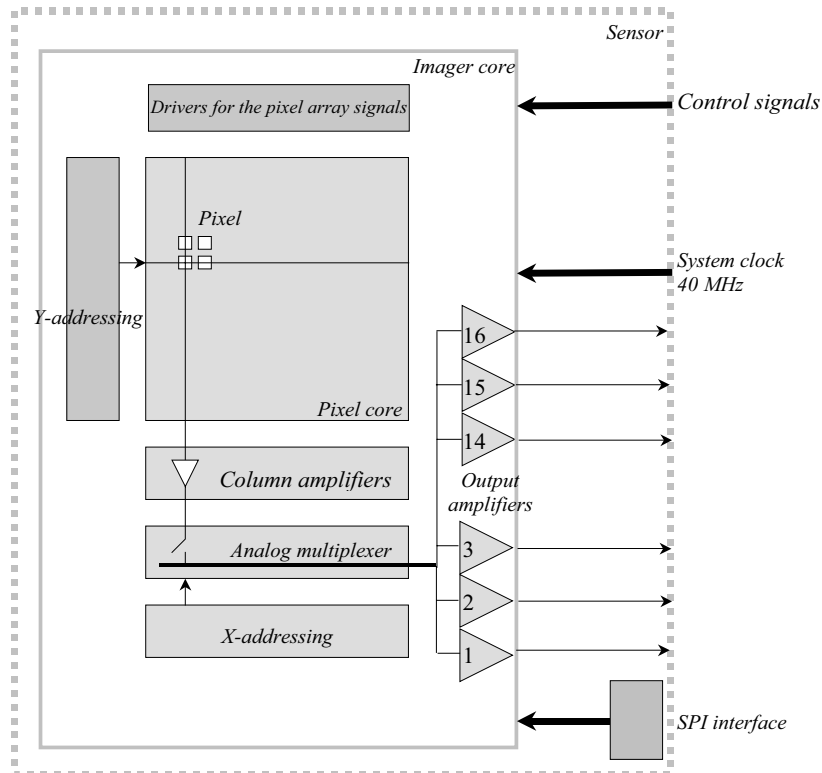 Sensor
Imager core
Drivers for the pixel array signals
Control signals
Pixel
System clock
40 MHz
Y-addressing
16
15
Pixel core
14
Column amplifiers
Output
amplifiers
Analog multiplexer
3
2
X-addressing
1
SPI interface